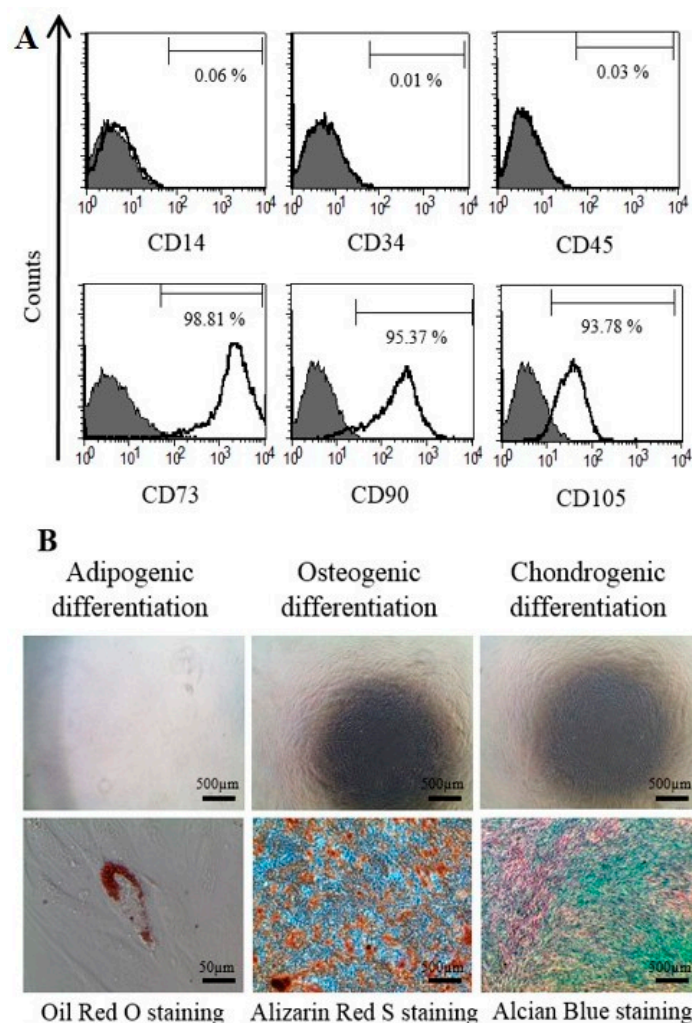 A
Counts
0.06 %
0.01 %
0.03 %
10⁰ 10¹ 10² 10³ 10⁴
10⁰ 10¹ 10² 10³ 10⁴
10⁰ 10¹ 10² 10³ 10⁴
CD14
CD34
CD45
98.81 %
95.37 %
93.78 %
10⁰ 10¹ 10² 10³ 10⁴
10⁰ 10¹ 10² 10³ 10⁴
10⁰ 10¹ 10² 10³ 10⁴
CD73
CD90
CD105
B
Adipogenic
differentiation
Osteogenic
differentiation
Chondrogenic
differentiation
500µm
500µm
500µm
50µm
500µm
500µm
Oil Red O staining
Alizarin Red S staining
Alcian Blue staining